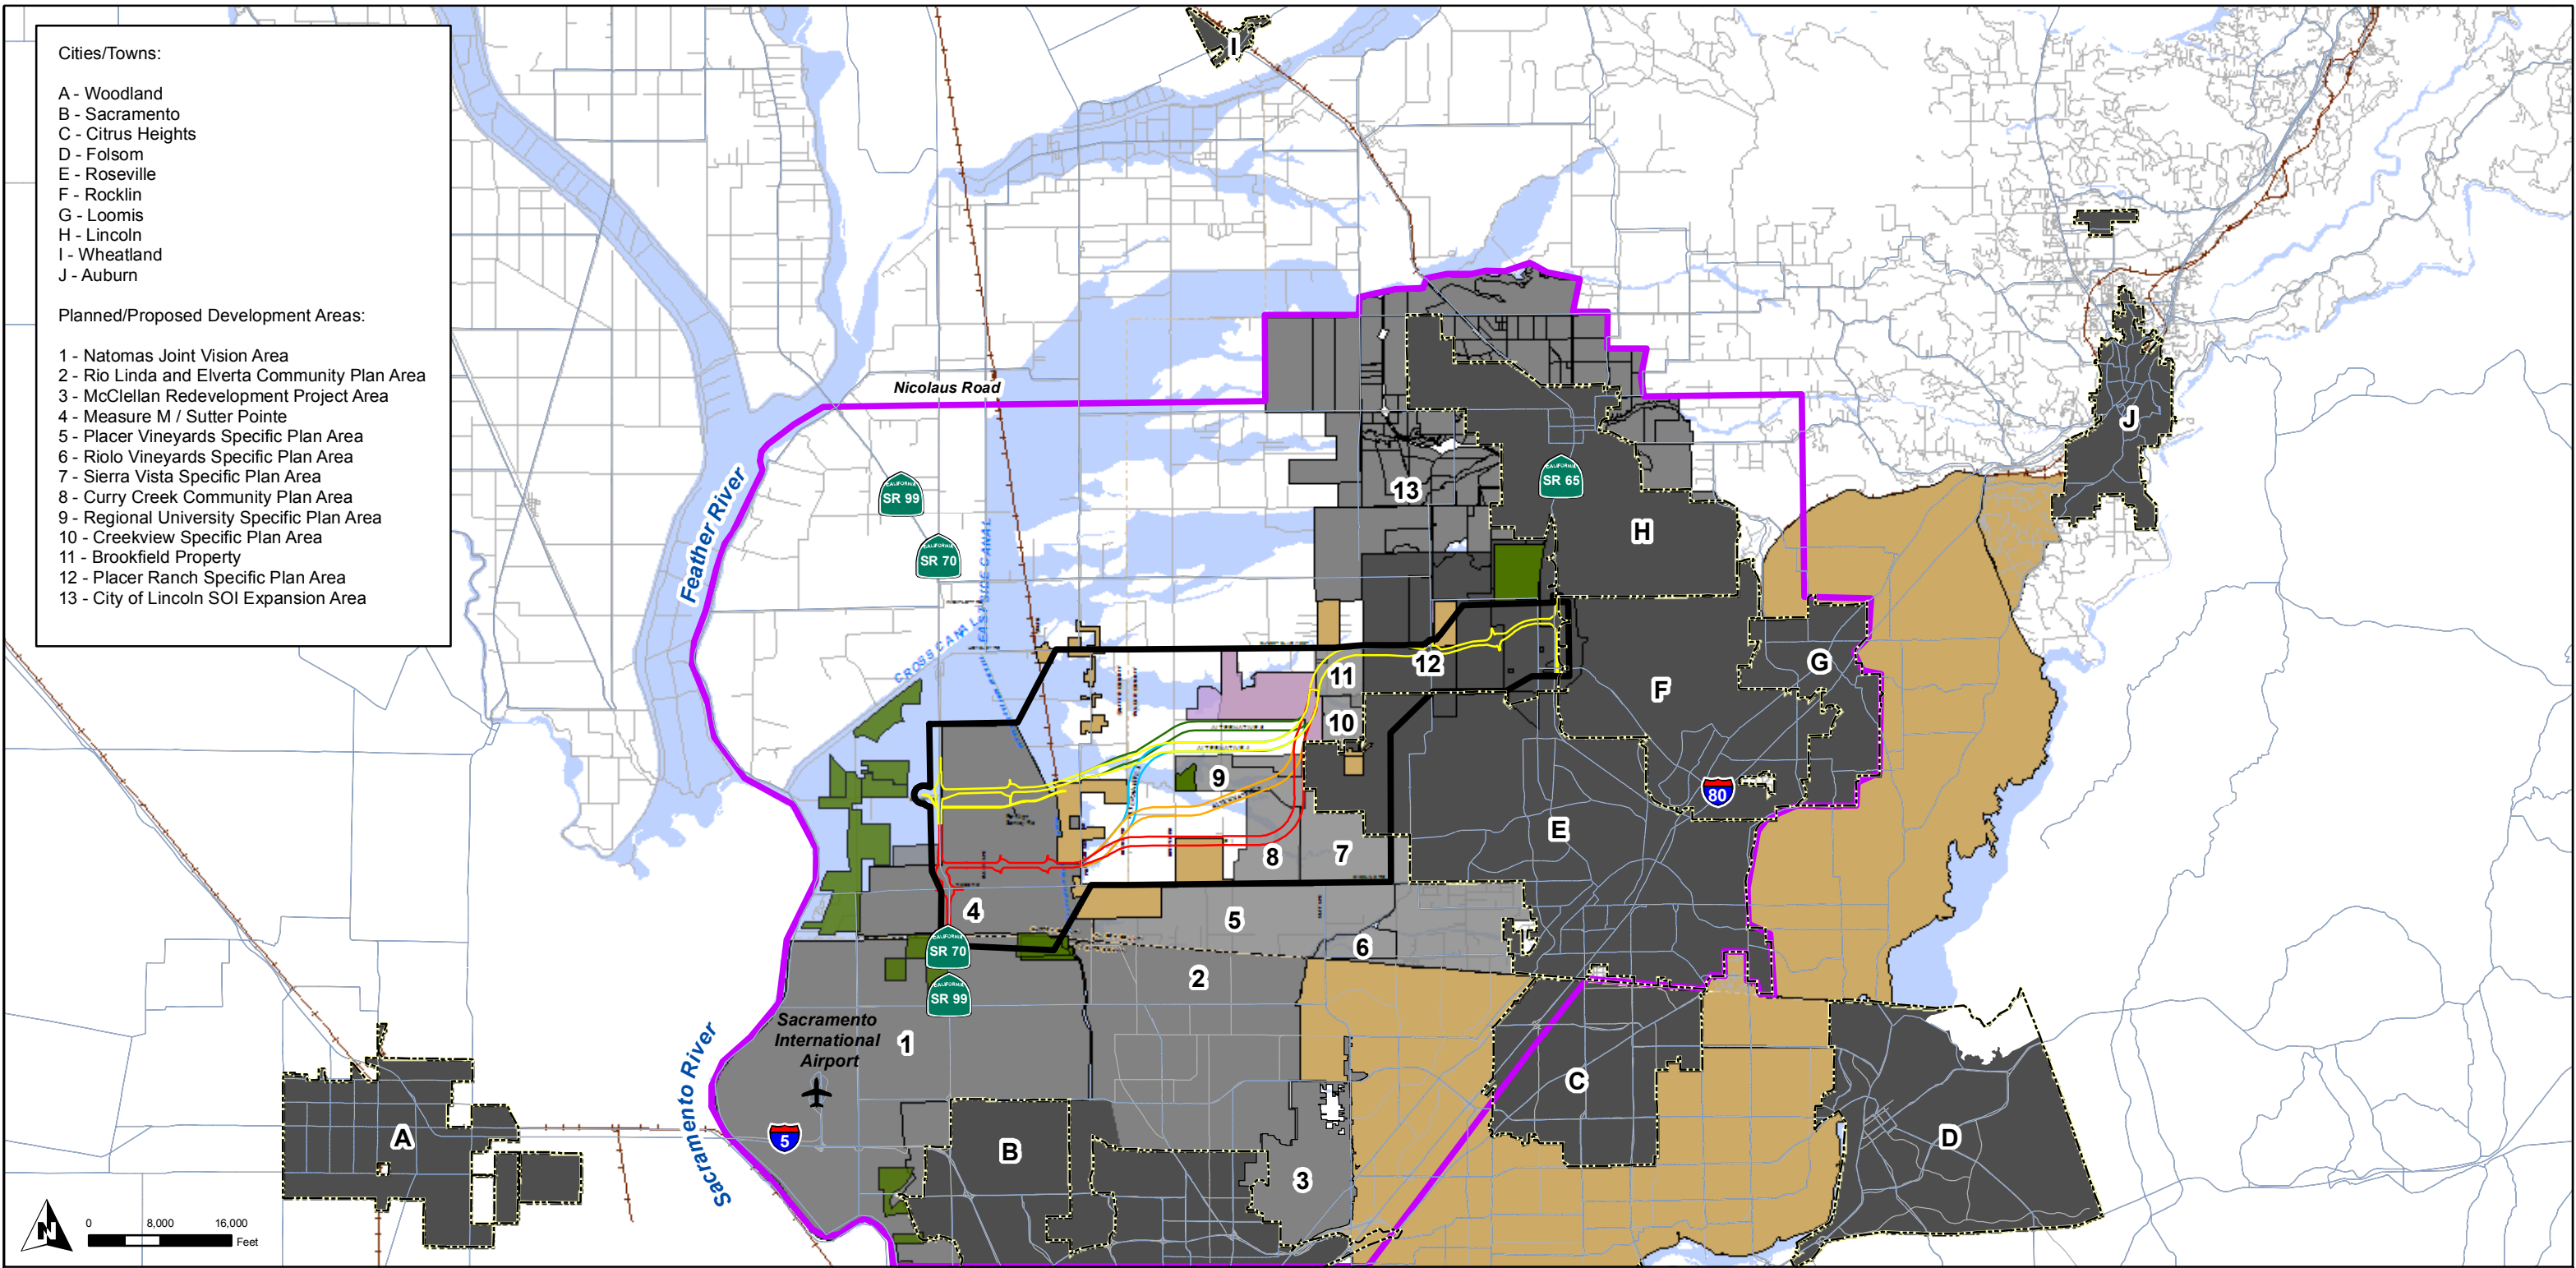 Cities/Towns:
A - Woodland
B - Sacramento
C - Citrus Heights
D - Folsom
E - Roseville
F - Rocklin
G - Loomis
H - Lincoln
I - Wheatland
J - Auburn
Planned/Proposed Development Areas:
1 - Natomas Joint Vision Area
2 - Rio Linda and Elverta Community Plan Area
3 - McClellan Redevelopment Project Area
4 - Measure M / Sutter Pointe
5 - Placer Vineyards Specific Plan Area
6 - Riolo Vineyards Specific Plan Area
7 - Sierra Vista Specific Plan Area
8 - Curry Creek Community Plan Area
9 - Regional University Specific Plan Area
10 - Creekview Specific Plan Area
11 - Brookfield Property
12 - Placer Ranch Specific Plan Area
13 - City of Lincoln SOI Expansion Area
I
Nicolaus Road
J
CALIFORNIA
SR 65
13
CALIFORNIA
SR 99
Feather River
H
CALIFORNIA
SR 70
EAST SIDE CANAL
CROSS CANAL
G
12
11
F
10
9
80
E
8
7
4
5
6
CALIFORNIA
SR 70
2
CALIFORNIA
SR 99
Sacramento
International
Airport
1
Sacramento River
C
5
A
B
D
3
N
0
8,000
16,000
Feet